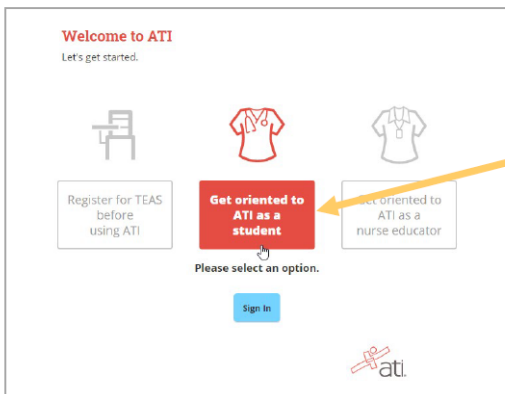 Welcome to ATI
Let's get started.
Register for TEAS
before
using ATI
Get oriented to
ATI as a
student
Get oriented to
ATI as a
nurse educator
Please select an option.
Sign In
ati